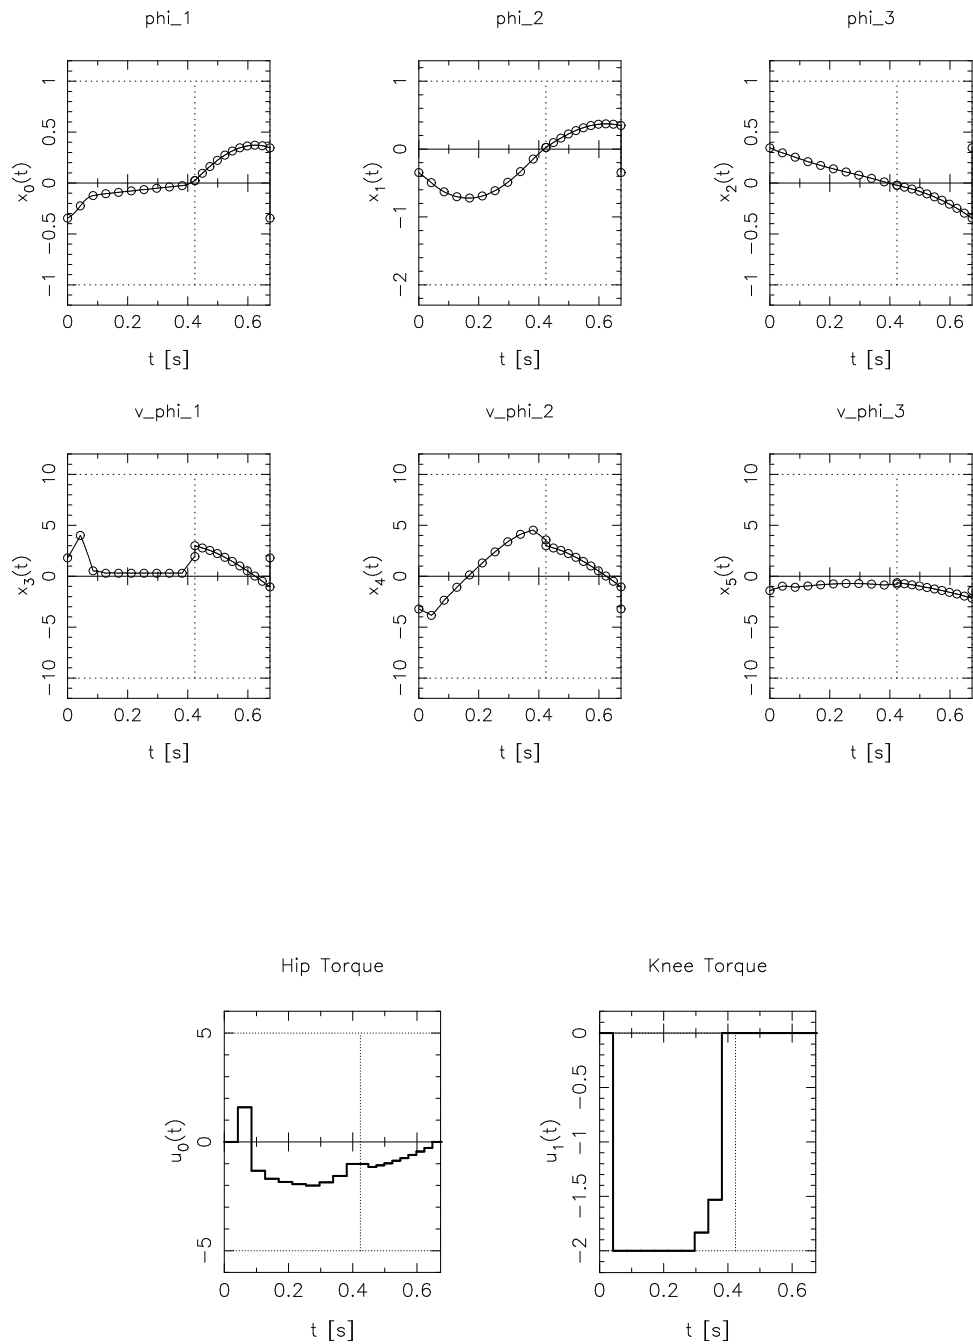 phi_1 phi_2 phi_3
x_0(t) 1 0.5 0 −0.5 −1
x_1(t) 1 0 −1 −2
x_2(t) 1 0.5 0 −0.5 −1
0 0.2 0.4 0.6 0 0.2 0.4 0.6 0 0.2 0.4 0.6
t [s] t [s] t [s]
v_phi_1 v_phi_2 v_phi_3
x_3(t) 10 5 0 −5 −10
x_4(t) 10 5 0 −5 −10
x_5(t) 10 5 0 −5 −10
0 0.2 0.4 0.6 0 0.2 0.4 0.6 0 0.2 0.4 0.6
t [s] t [s] t [s]
Hip Torque Knee Torque
u_0(t) 5 0 −5
u_1(t) 0 −0.5 −1 −1.5 −2
0 0.2 0.4 0.6 0 0.2 0.4 0.6
t [s] t [s]